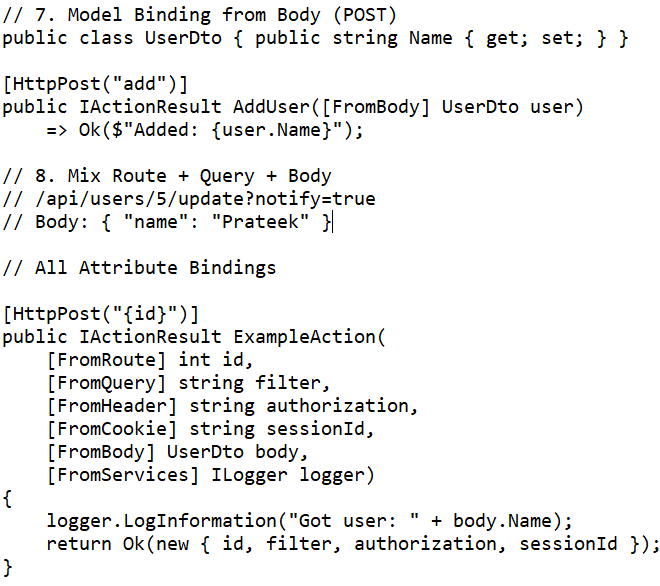 // 7. Model Binding from Body (POST)
public class UserDto { public string Name { get; set; } }
[HttpPost("add")]
public IActionResult AddUser([FromBody] UserDto user)
    => Ok($"Added: {user.Name}");
// 8. Mix Route + Query + Body
// /api/users/5/update?notify=true
// Body: { "name": "Prateek" }
// All Attribute Bindings
[HttpPost("{id}")]
public IActionResult ExampleAction(
    [FromRoute] int id,
    [FromQuery] string filter,
    [FromHeader] string authorization,
    [FromCookie] string sessionId,
    [FromBody] UserDto body,
    [FromServices] ILogger logger)
{
    logger.LogInformation("Got user: " + body.Name);
    return Ok(new { id, filter, authorization, sessionId });
}